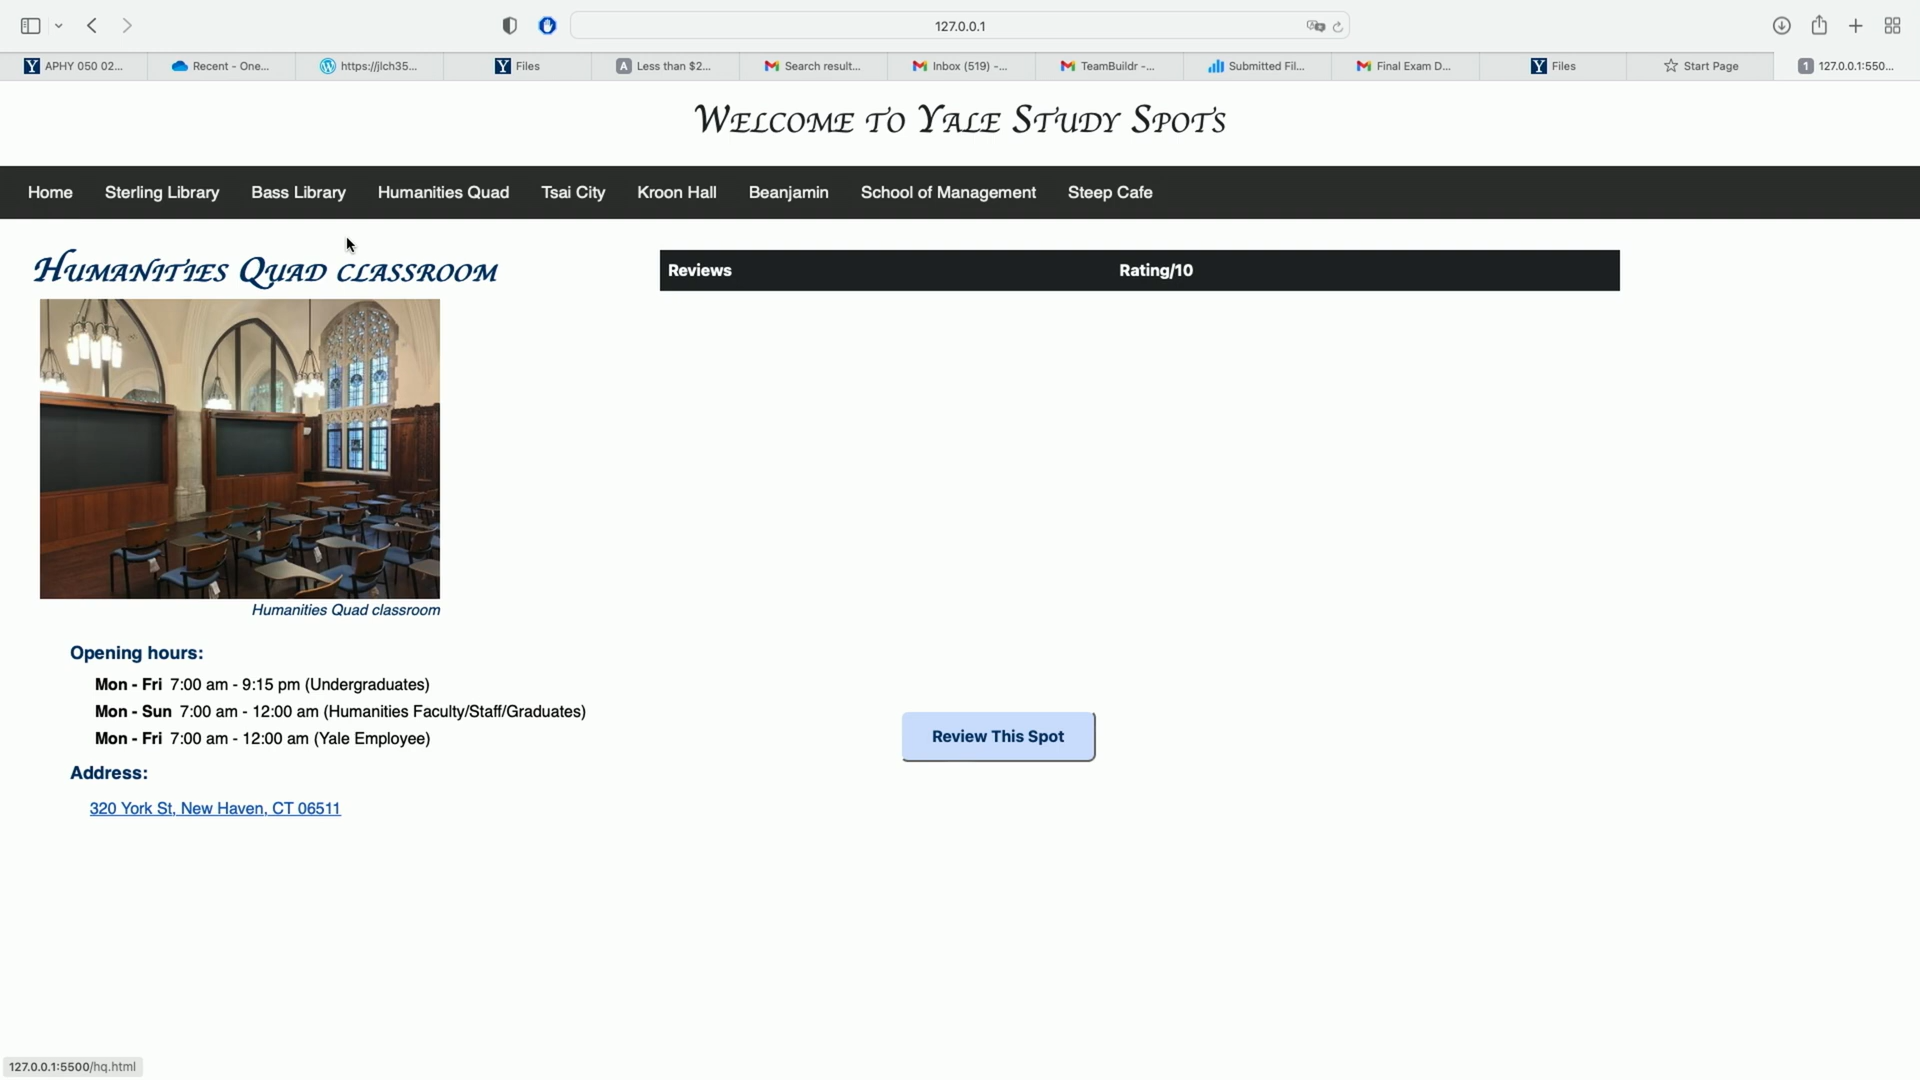 127.0.0.1
APHY 050 02...
Recent - One...
https://jlch35...
Files
Less than $2...
Search result...
Inbox (519) -...
TeamBuildr -...
Submitted Fil...
Final Exam D...
Files
Start Page
127.0.0.1:550...
Welcome to Yale Study Spots
Home Sterling Library Bass Library Humanities Quad Tsai City Kroon Hall Beanjamin School of Management Steep Cafe
Humanities Quad classroom
Reviews Rating/10
Humanities Quad classroom
Opening hours:
Mon - Fri 7:00 am - 9:15 pm (Undergraduates)
Mon - Sun 7:00 am - 12:00 am (Humanities Faculty/Staff/Graduates)
Mon - Fri 7:00 am - 12:00 am (Yale Employee)
Review This Spot
Address:
320 York St, New Haven, CT 06511
127.0.0.1:5500/hq.html